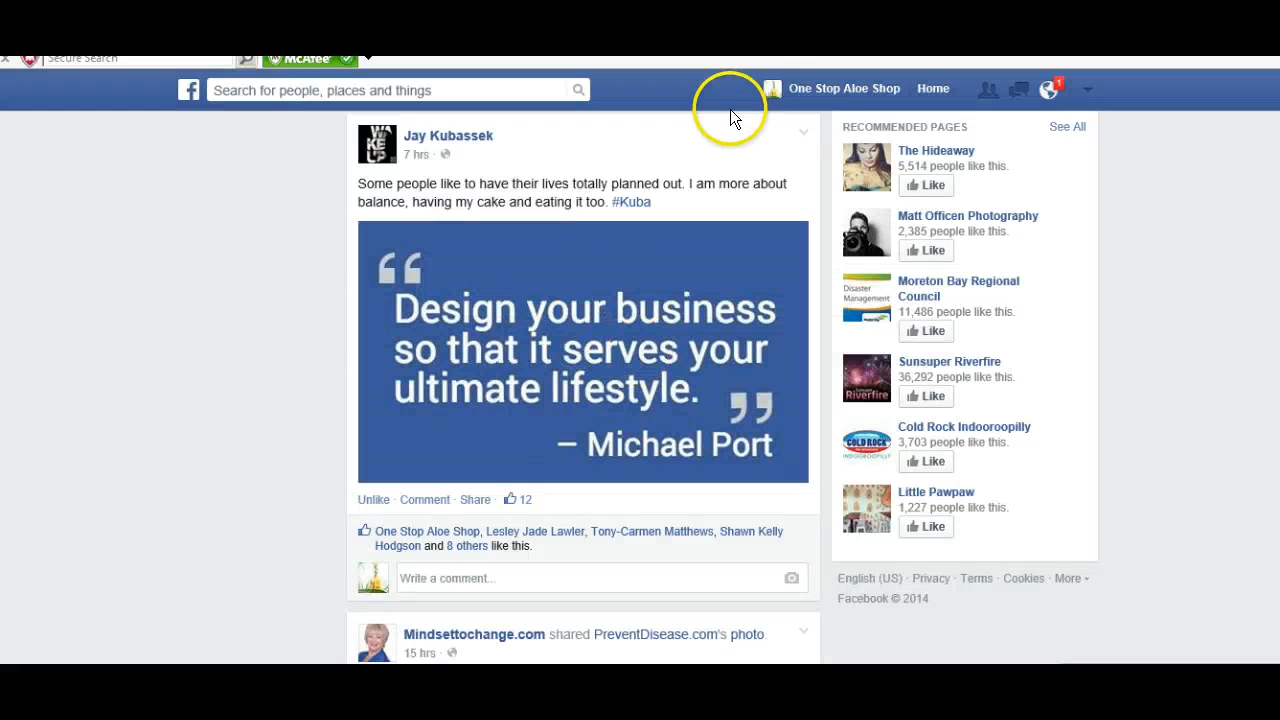 Secure Search
McAfee
Search for people, places and things
One Stop Aloe Shop
Home
1
Jay Kubassek
7 hrs ·
Some people like to have their lives totally planned out. I am more about
balance, having my cake and eating it too. #Kuba
“
Design your business
so that it serves your
ultimate lifestyle.
”
– Michael Port
Unlike · Comment · Share · 12
One Stop Aloe Shop, Lesley Jade Lawler, Tony-Carmen Matthews, Shawn Kelly
Hodgson and 8 others like this.
Write a comment...
Mindsettochange.com shared PreventDisease.com's photo.
15 hrs ·
RECOMMENDED PAGES
See All
The Hideaway
5,514 people like this.
Like
Matt Officen Photography
2,385 people like this.
Like
Disaster
Management
Moreton Bay Regional
Council
11,486 people like this.
Like
Riverfire
Sunsuper Riverfire
36,292 people like this.
Like
COLD ROCK
INDOOROOPILLY
Cold Rock Indooroopilly
3,703 people like this.
Like
Little Pawpaw
1,227 people like this.
Like
English (US) · Privacy · Terms · Cookies · More
Facebook © 2014